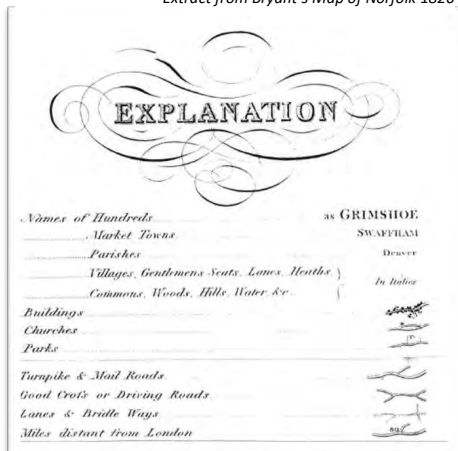 Extract from Bryant's Map of Norfolk 1826
EXPLANATION
Names of Hundreds as GRIMSHOE
Market Towns SWAFFHAM
Parishes Denver
Villages, Gentlemens Seats, Lanes, Heaths, }
Commons, Woods, Hills, Water &c. } In Italics
Buildings
Churches
Parks
Turnpike & Mail Roads
Good Crofs or Driving Roads
Lanes & Bridle Ways
Miles distant from London